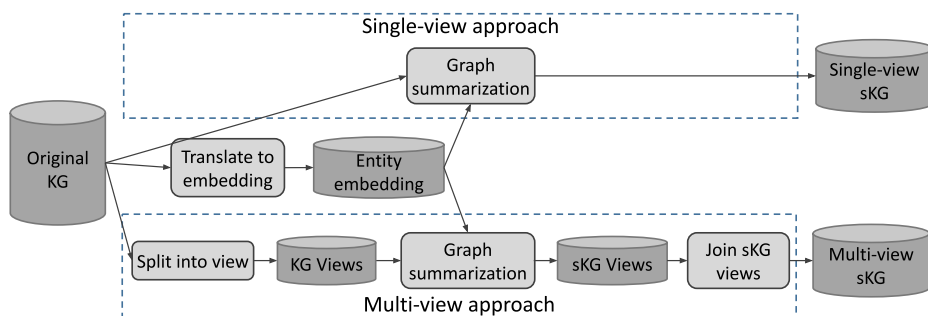 Single-view approach
Graph
summarization
Single-view
sKG
Original
KG
Translate to
embedding
Entity
embedding
Split into view
KG Views
Graph
summarization
sKG Views
Join sKG
views
Multi-view
sKG
Multi-view approach